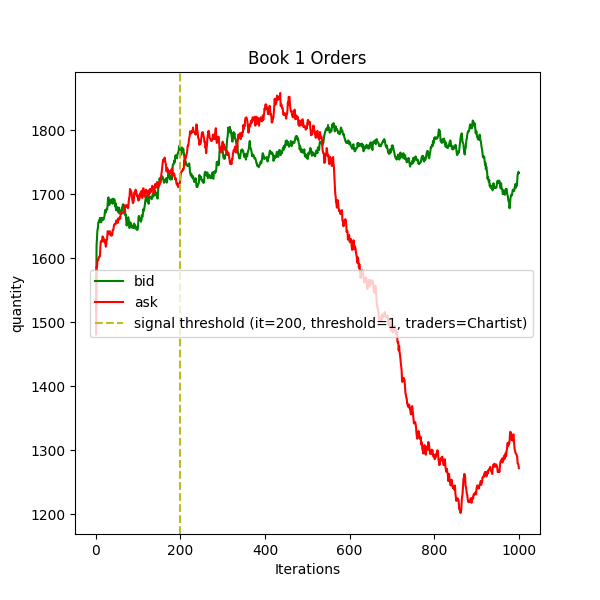 Book 1 Orders
quantity
1800
1700
1600
1500
1400
1300
1200
bid
ask
signal threshold (it=200, threshold=1, traders=Chartist)
0 200 400 600 800 1000
Iterations